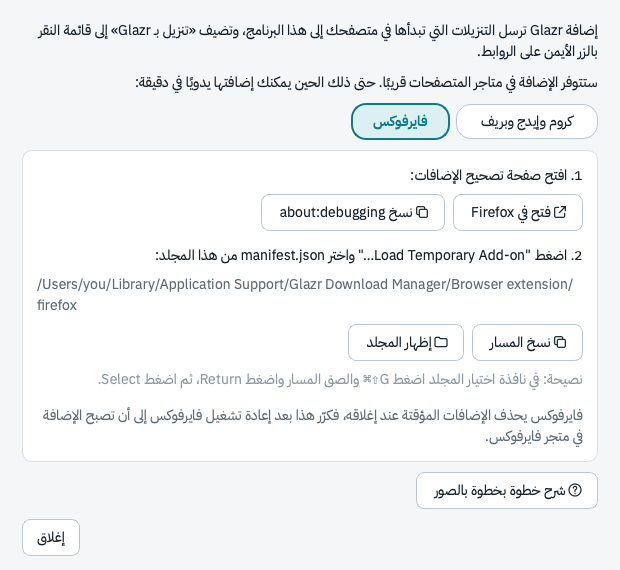 إضافة Glazr ترسل التنزيلات التي تبدأها في متصفحك إلى هذا البرنامج، وتضيف «تنزيل بـ Glazr» إلى قائمة النقر
بالزر الأيمن على الروابط.
ستتوفر الإضافة في متاجر المتصفحات قريبًا. حتى ذلك الحين يمكنك إضافتها يدويًا في دقيقة:
كروم وإيدج وبريف
فايرفوكس
1. افتح صفحة تصحيح الإضافات:
فتح في Firefox
نسخ about:debugging
2. اضغط "Load Temporary Add-on…" واختر manifest.json من هذا المجلد:
/Users/you/Library/Application Support/Glazr Download Manager/Browser extension/
firefox
نسخ المسار
إظهار المجلد
نصيحة: في نافذة اختيار المجلد اضغط ⌘⇧G والصق المسار واضغط Return، ثم اضغط Select.
فايرفوكس يحذف الإضافات المؤقتة عند إغلاقه، فكرّر هذا بعد إعادة تشغيل فايرفوكس إلى أن تصبح الإضافة
في متجر فايرفوكس.
شرح خطوة بخطوة بالصور
إغلاق